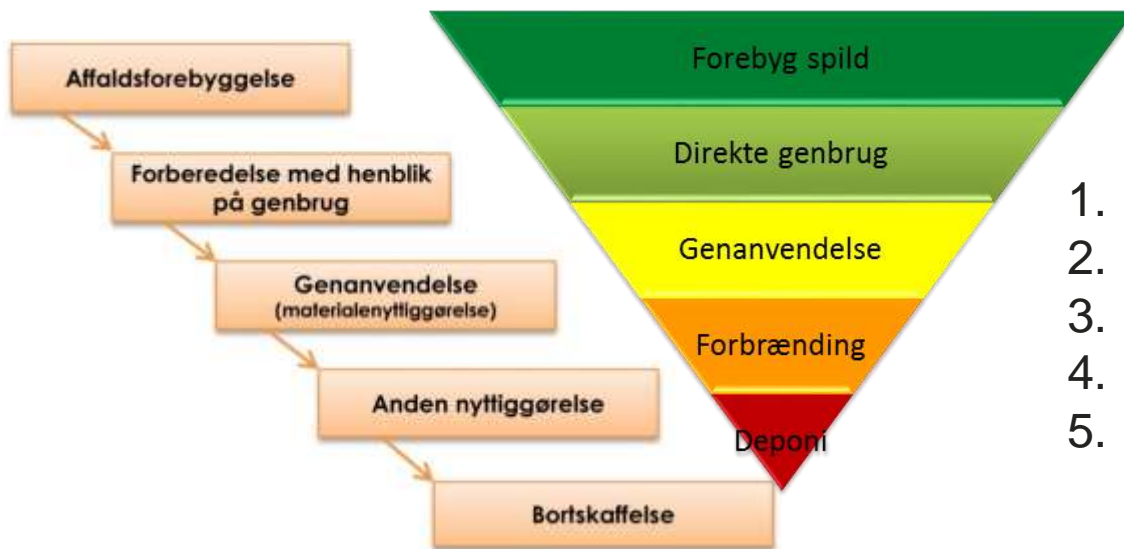 Affaldsforebyggelse
Forberedelse med henblik
på genbrug
Genanvendelse
(materialenyttiggørelse)
Anden nyttiggørelse
Bortskaffelse
Forebyg spild
Direkte genbrug
Genanvendelse
Forbrænding
Deponi
1.
2.
3.
4.
5.